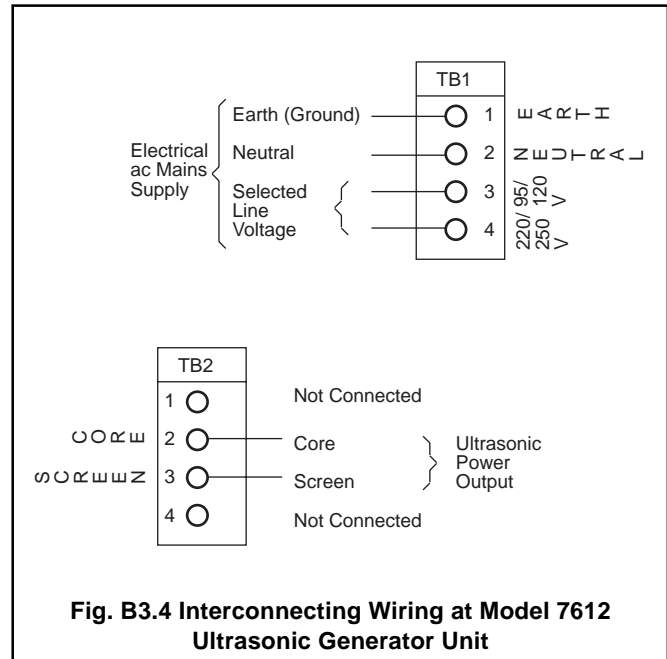 TB1
Earth (Ground) 1 EARTH
Electrical
ac Mains
Supply
Neutral 2 NEUTRAL
Selected
Line
Voltage
3 95/
120
V
4 220/
250
V
TB2
1 Not Connected
CORE 2 Core
SCREEN 3 Screen
Ultrasonic
Power
Output
4 Not Connected
Fig. B3.4 Interconnecting Wiring at Model 7612
Ultrasonic Generator Unit